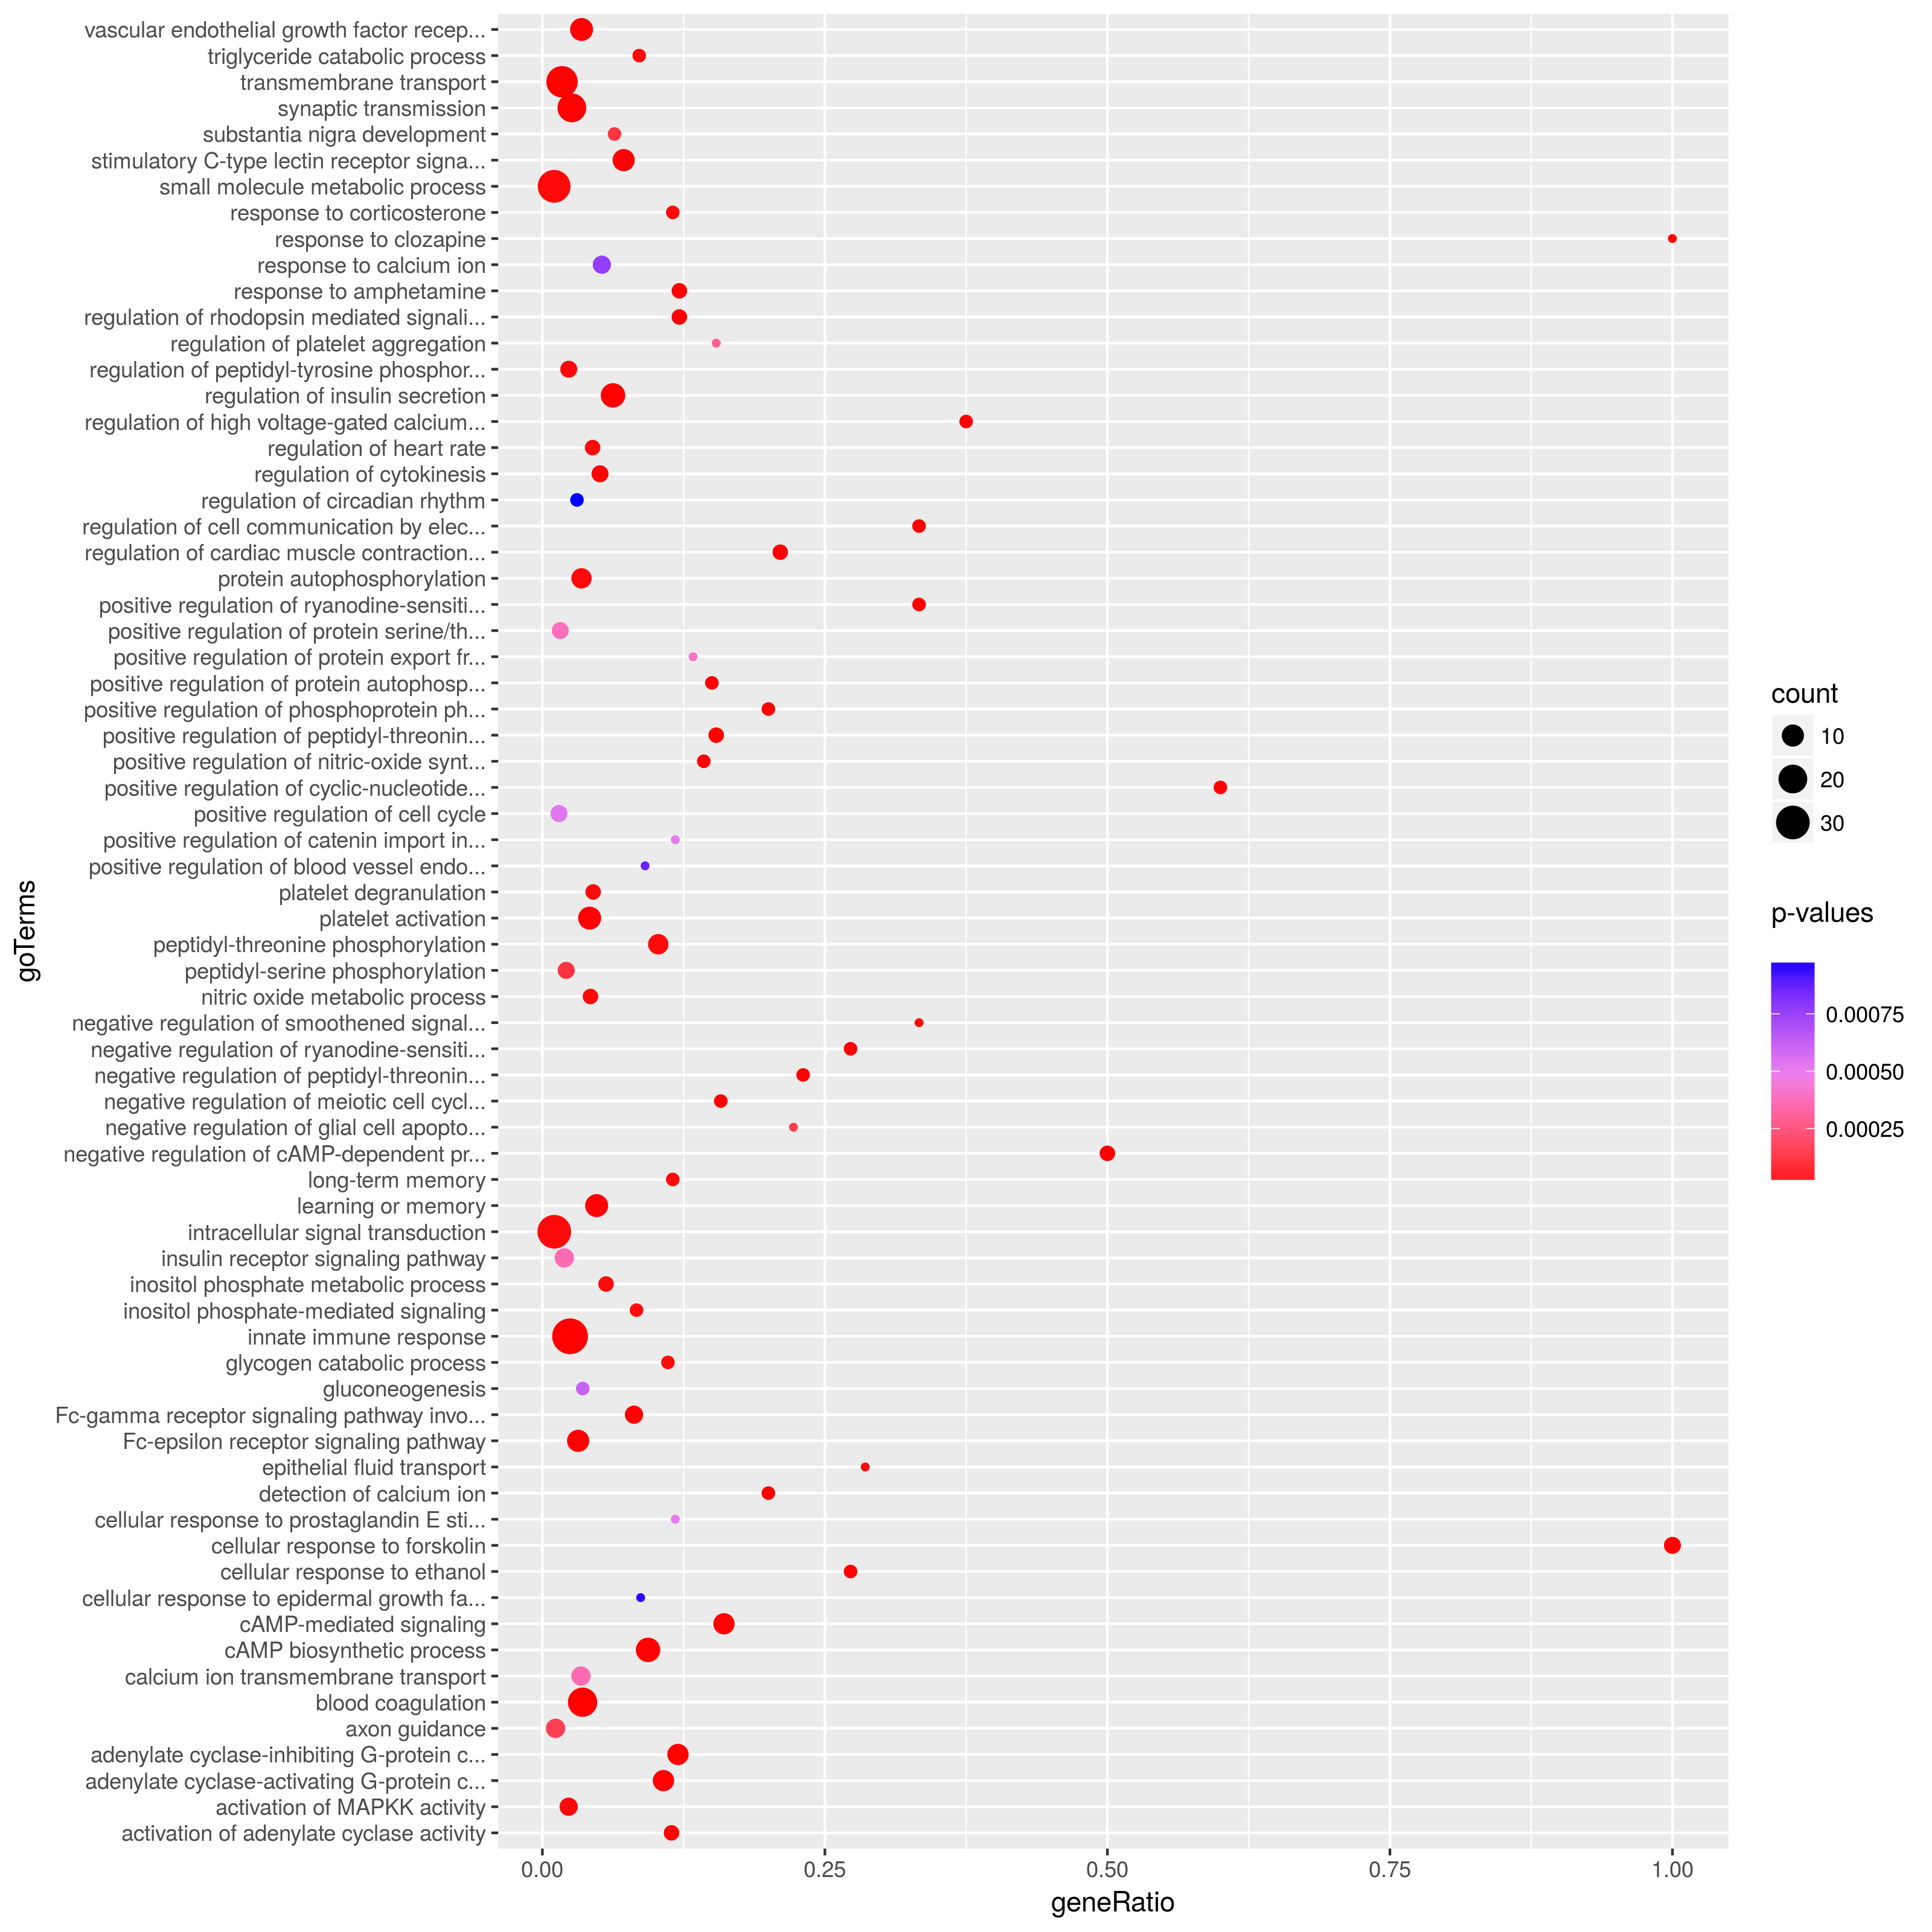 vascular endothelial growth factor recep...
triglyceride catabolic process
transmembrane transport
synaptic transmission
substantia nigra development
stimulatory C-type lectin receptor signa...
small molecule metabolic process
response to corticosterone
response to clozapine
response to calcium ion
response to amphetamine
regulation of rhodopsin mediated signali...
regulation of platelet aggregation
regulation of peptidyl-tyrosine phosphor...
regulation of insulin secretion
regulation of high voltage-gated calcium...
regulation of heart rate
regulation of cytokinesis
regulation of circadian rhythm
regulation of cell communication by elec...
regulation of cardiac muscle contraction...
protein autophosphorylation
positive regulation of ryanodine-sensiti...
positive regulation of protein serine/th...
positive regulation of protein export fr...
positive regulation of protein autophosp...
positive regulation of phosphoprotein ph...
positive regulation of peptidyl-threonin...
positive regulation of nitric-oxide synt...
positive regulation of cyclic-nucleotide...
positive regulation of cell cycle
positive regulation of catenin import in...
positive regulation of blood vessel endo...
platelet degranulation
platelet activation
peptidyl-threonine phosphorylation
peptidyl-serine phosphorylation
nitric oxide metabolic process
negative regulation of smoothened signal...
negative regulation of ryanodine-sensiti...
negative regulation of peptidyl-threonin...
negative regulation of meiotic cell cycl...
negative regulation of glial cell apopto...
negative regulation of cAMP-dependent pr...
long-term memory
learning or memory
intracellular signal transduction
insulin receptor signaling pathway
inositol phosphate metabolic process
inositol phosphate-mediated signaling
innate immune response
glycogen catabolic process
gluconeogenesis
Fc-gamma receptor signaling pathway invo...
Fc-epsilon receptor signaling pathway
epithelial fluid transport
detection of calcium ion
cellular response to prostaglandin E sti...
cellular response to forskolin
cellular response to ethanol
cellular response to epidermal growth fa...
cAMP-mediated signaling
cAMP biosynthetic process
calcium ion transmembrane transport
blood coagulation
axon guidance
adenylate cyclase-inhibiting G-protein c...
adenylate cyclase-activating G-protein c...
activation of MAPKK activity
activation of adenylate cyclase activity
goTerms
0.00 0.25 0.50 0.75 1.00
geneRatio
count
10
20
30
p-values
0.00075
0.00050
0.00025